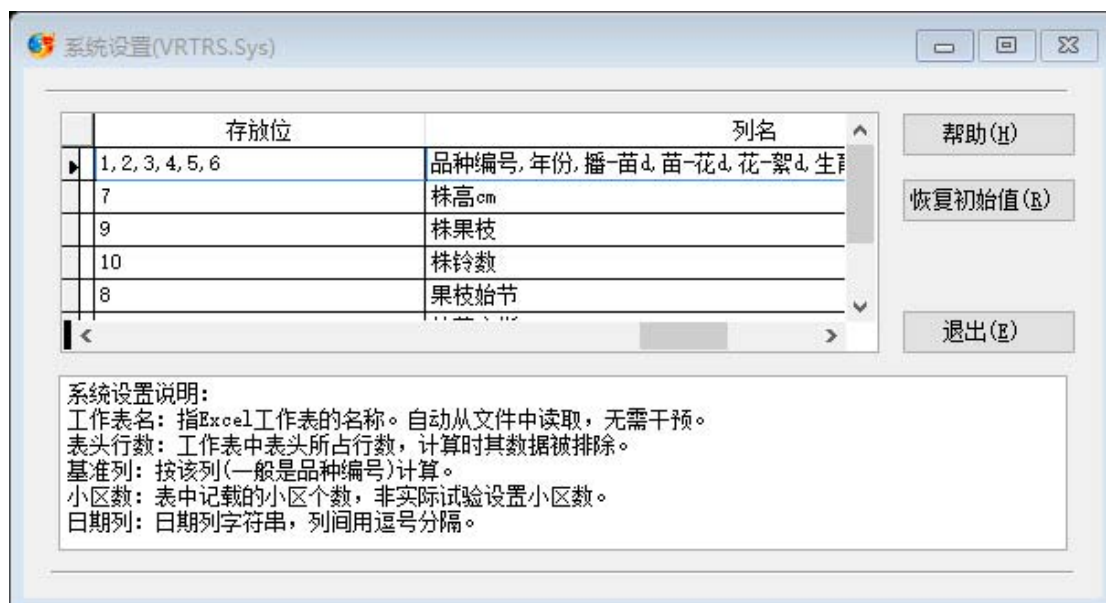 系统设置(VRTRS.Sys)
存放位 列名
帮助(H)
1,2,3,4,5,6 品种编号,年份,播-苗d,苗-花d,花-絮d,生育
7 株高cm
恢复初始值(R)
9 株果枝
10 株铃数
8 果枝始节
退出(E)
系统设置说明:
工作表名:指Excel工作表的名称。自动从文件中读取,无需干预。
表头行数:工作表中表头所占行数,计算时其数据被排除。
基准列:按该列(一般是品种编号)计算。
小区数:表中记载的小区个数,非实际试验设置小区数。
日期列:日期列字符串,列间用逗号分隔。